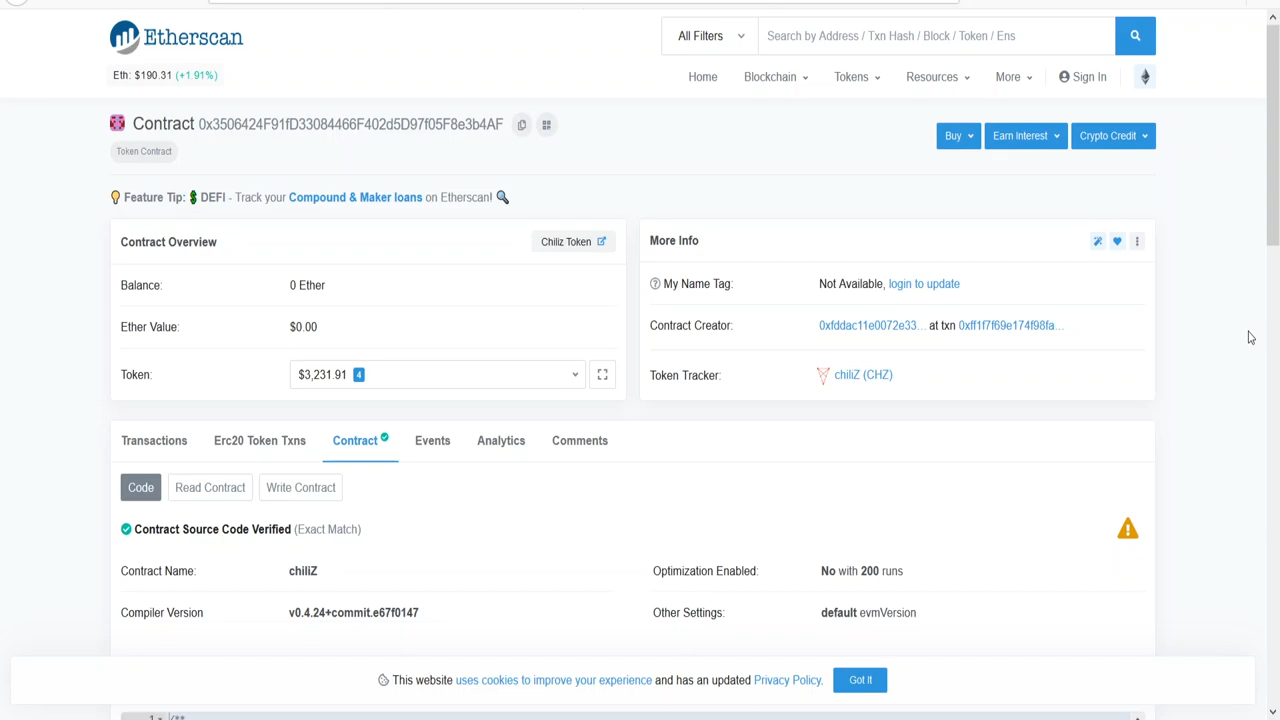 Etherscan
All Filters
Search by Address / Txn Hash / Block / Token / Ens
Eth: $190.31 (+1.91%)
Home Blockchain Tokens Resources More Sign In
Contract 0x3506424F91fD33084466F402d5D97f05F8e3b4AF
Buy Earn Interest Crypto Credit
Token Contract
Feature Tip: DEFI - Track your Compound & Maker loans on Etherscan!
Contract Overview
Chiliz Token
Balance: 0 Ether
Ether Value: $0.00
Token: $3,231.91 4
More Info
My Name Tag: Not Available, login to update
Contract Creator: 0xfddac11e0072e33... at txn 0xff1f7f69e174f98fa...
Token Tracker: chiliZ (CHZ)
Transactions Erc20 Token Txns Contract Events Analytics Comments
Code Read Contract Write Contract
Contract Source Code Verified (Exact Match)
Contract Name: chiliZ
Optimization Enabled: No with 200 runs
Compiler Version v0.4.24+commit.e67f0147
Other Settings: default evmVersion
This website uses cookies to improve your experience and has an updated Privacy Policy.
Got It
1 /**